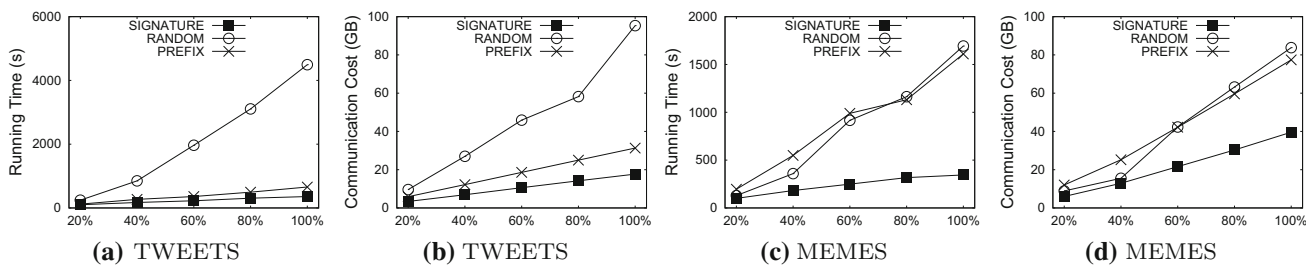 Running Time (s)
6000
4000
2000
0
SIGNATURE
RANDOM
PREFIX
20% 40% 60% 80% 100%
(a) TWEETS
Communication Cost (GB)
100
80
60
40
20
0
SIGNATURE
RANDOM
PREFIX
20% 40% 60% 80% 100%
(b) TWEETS
Running Time (s)
2000
1500
1000
500
0
SIGNATURE
RANDOM
PREFIX
20% 40% 60% 80% 100%
(c) MEMES
Communication Cost (GB)
100
80
60
40
20
0
SIGNATURE
RANDOM
PREFIX
20% 40% 60% 80% 100%
(d) MEMES